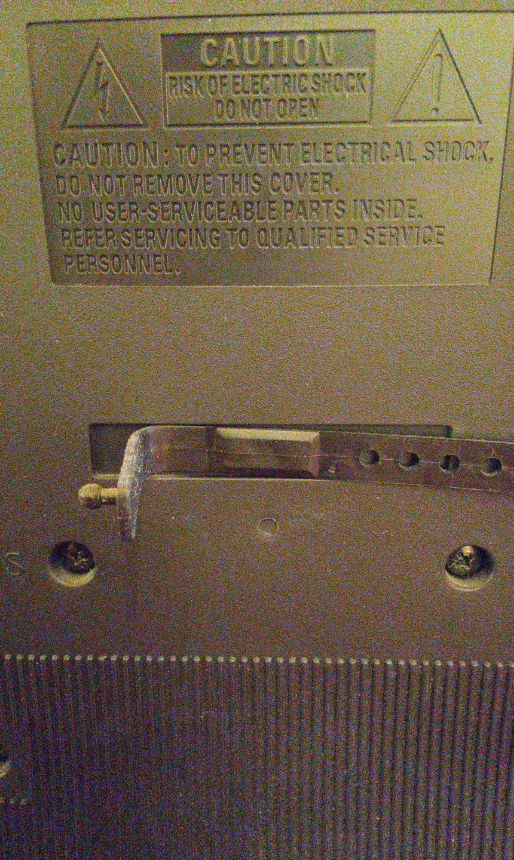 CAUTION
RISK OF ELECTRIC SHOCK
DO NOT OPEN
CAUTION: TO PREVENT ELECTRICAL SHOCK,
DO NOT REMOVE THIS COVER.
NO USER-SERVICEABLE PARTS INSIDE.
REFER SERVICING TO QUALIFIED SERVICE
PERSONNEL.
S